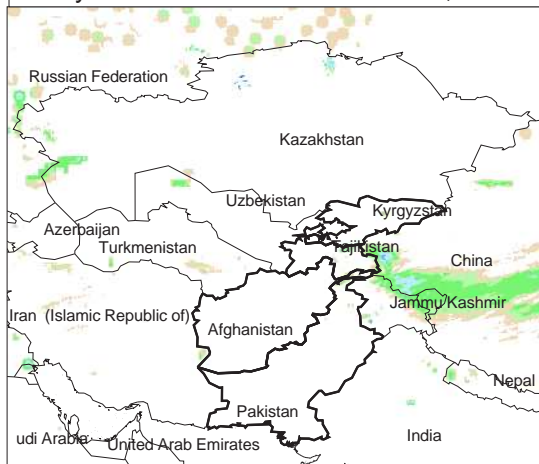 Russian Federation
Kazakhstan
Uzbekistan
Kyrgyzstan
Azerbaijan
Turkmenistan
Tajikistan
China
Jammu Kashmir
Iran (Islamic Republic of)
Afghanistan
Nepal
Pakistan
udi Arabia
United Arab Emirates
India